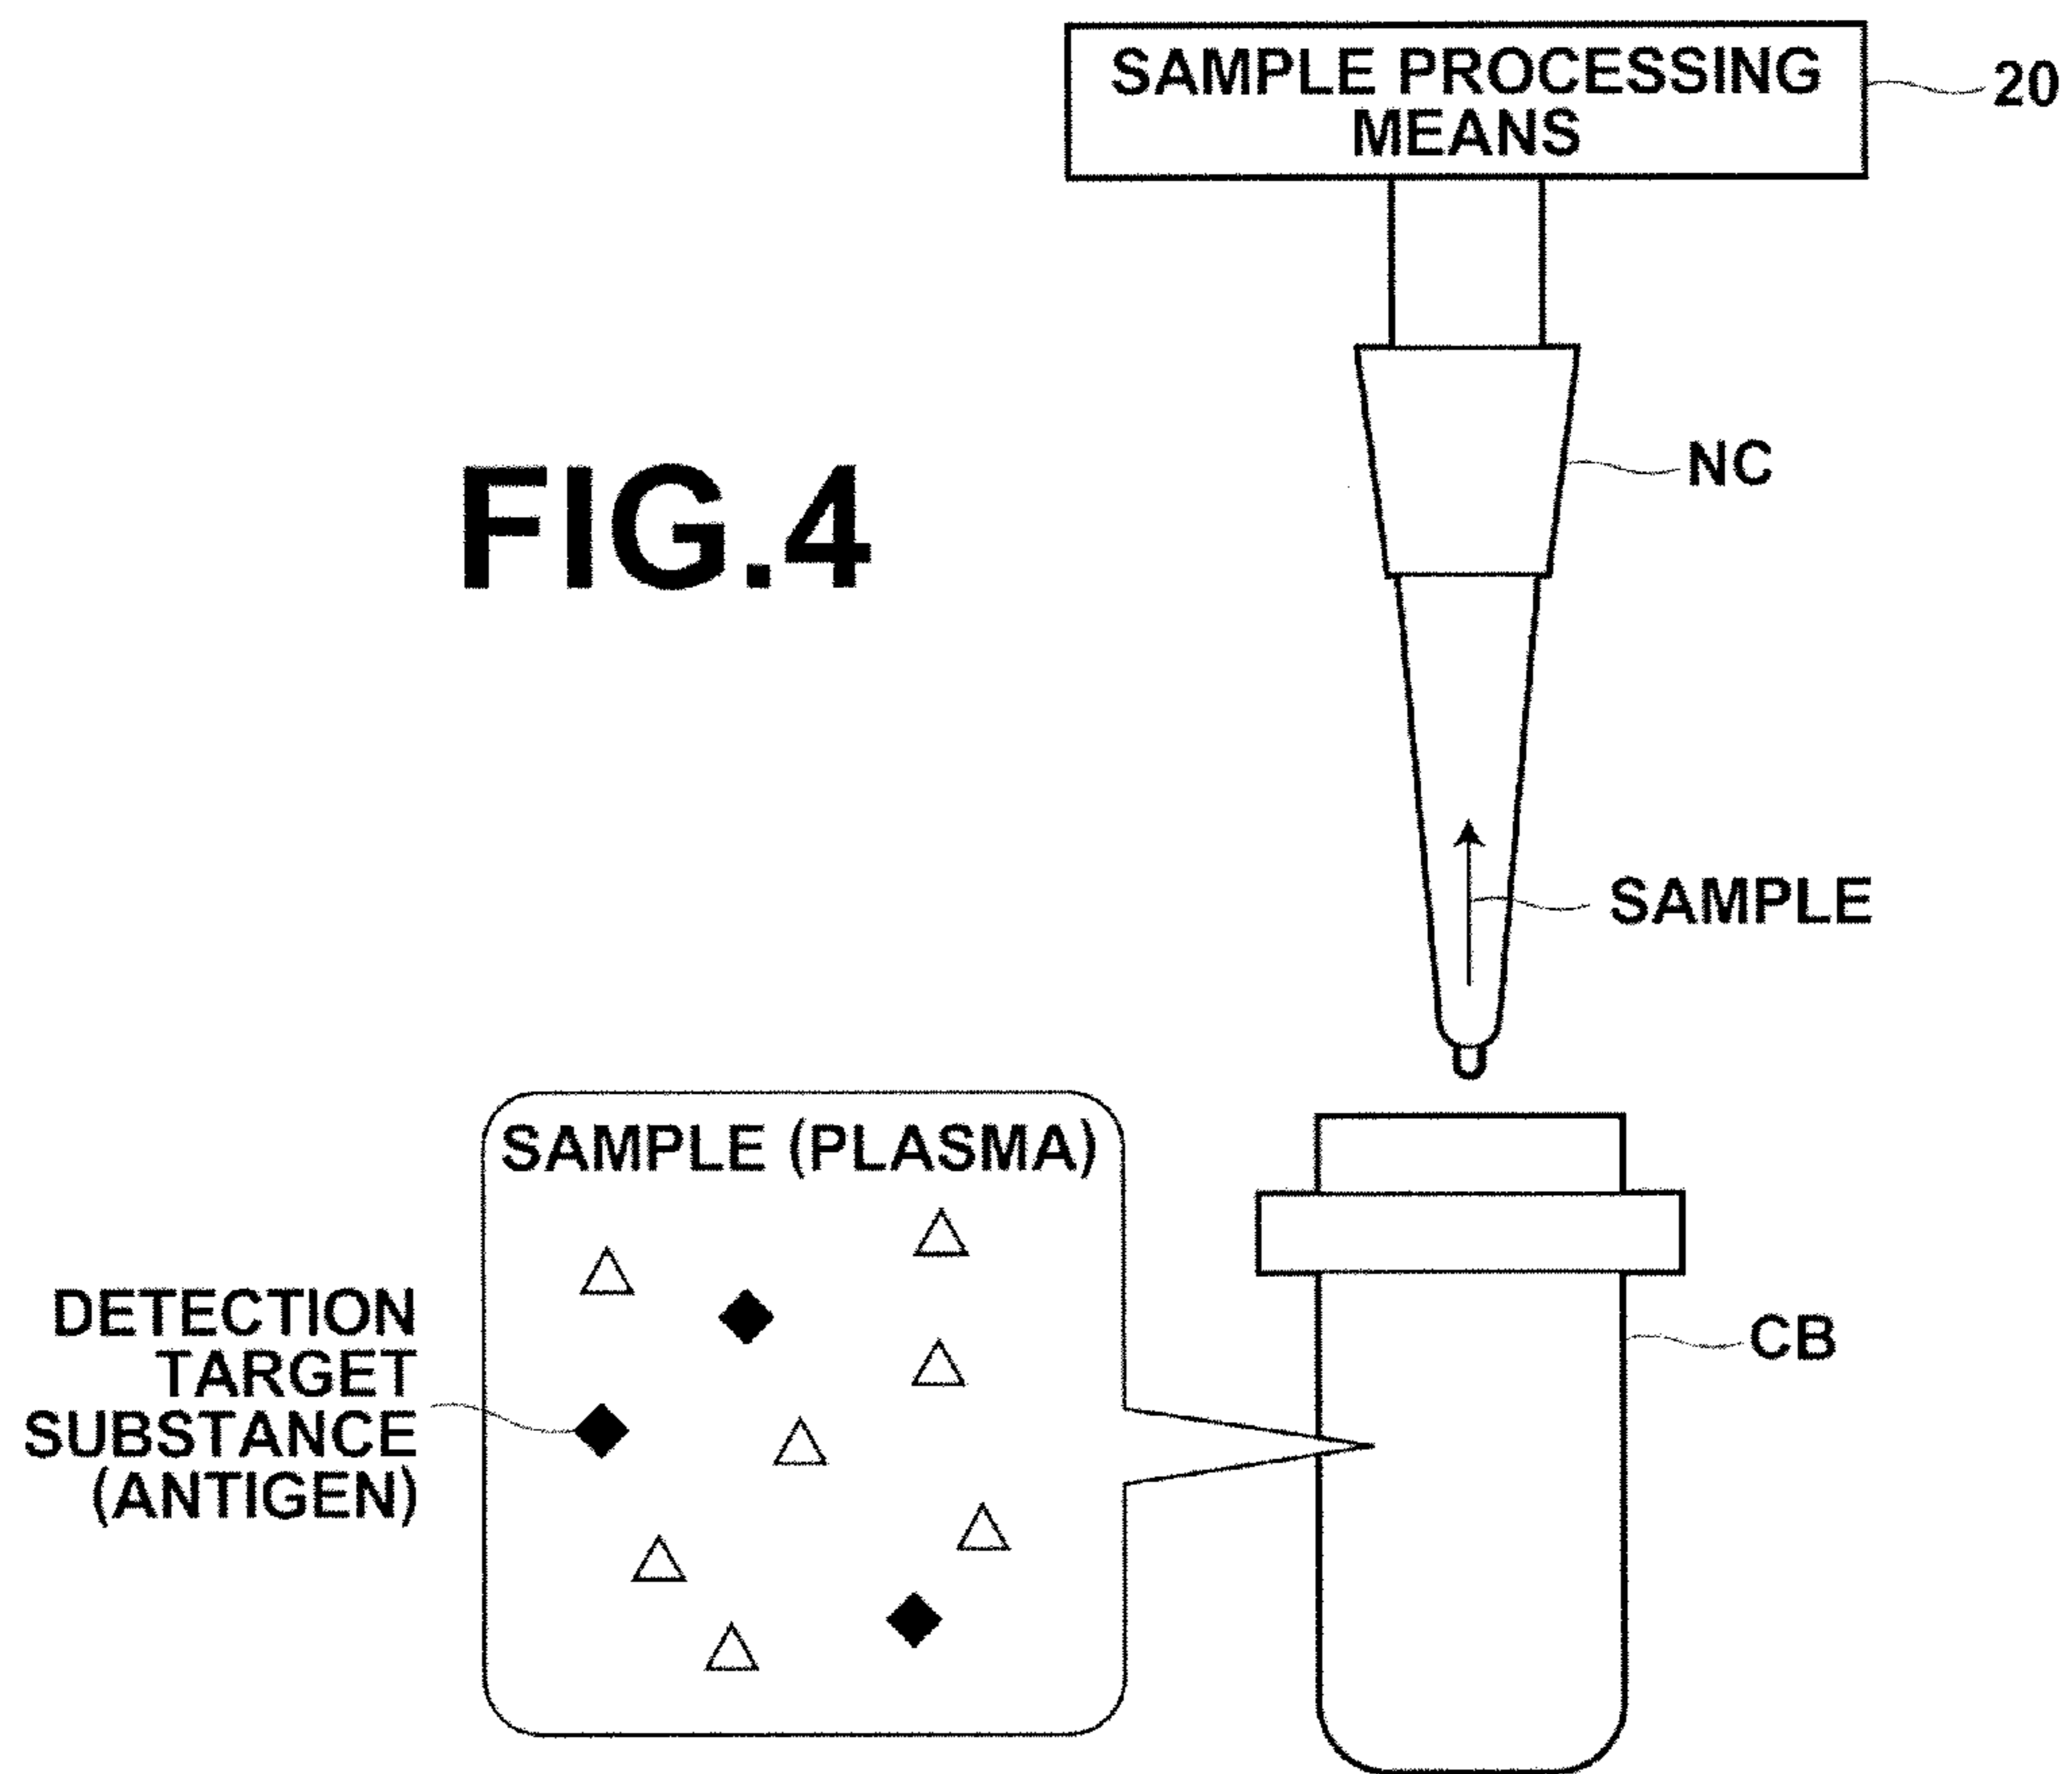 SAMPLE PROCESSING
MEANS
20
NC
FIG.4
SAMPLE
SAMPLE (PLASMA)
DETECTION
TARGET
SUBSTANCE
(ANTIGEN)
CB